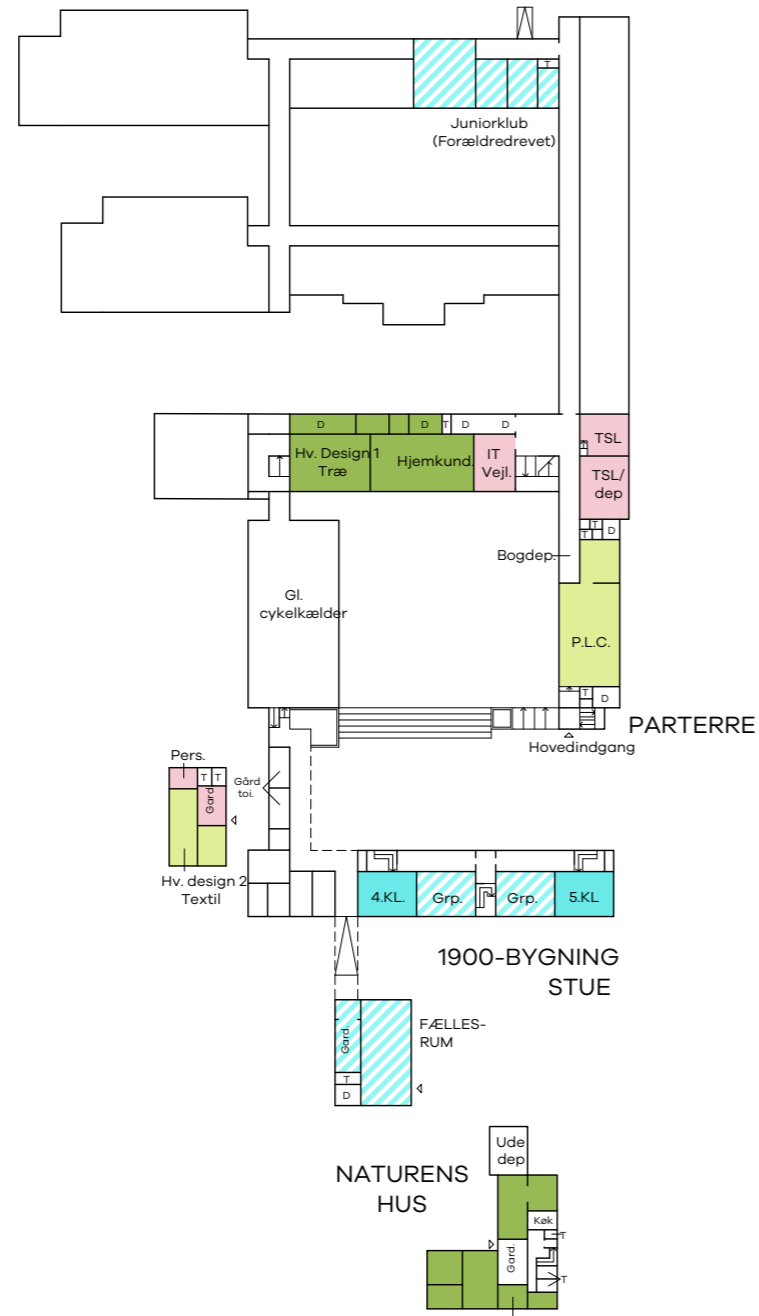 T
Juniorklub
(Forældredrevet)
D
D
T
D
D
TSL
Hv. Design 1
Træ
Hjemkund.
IT
Vejl.
TSL/
dep
T
T
D
Bogdep.
Gl.
cykelkælder
P.L.C.
T
D
PARTERRE
Hovedindgang
Pers.
T
T
Gård
toi.
Gard
Hv. design 2
Textil
4.KL.
Grp.
Grp.
5.KL
1900-BYGNING
STUE
Gard.
FÆLLES-
RUM
T
D
Ude
dep
NATURENS
HUS
Køk
T
Gard.
T